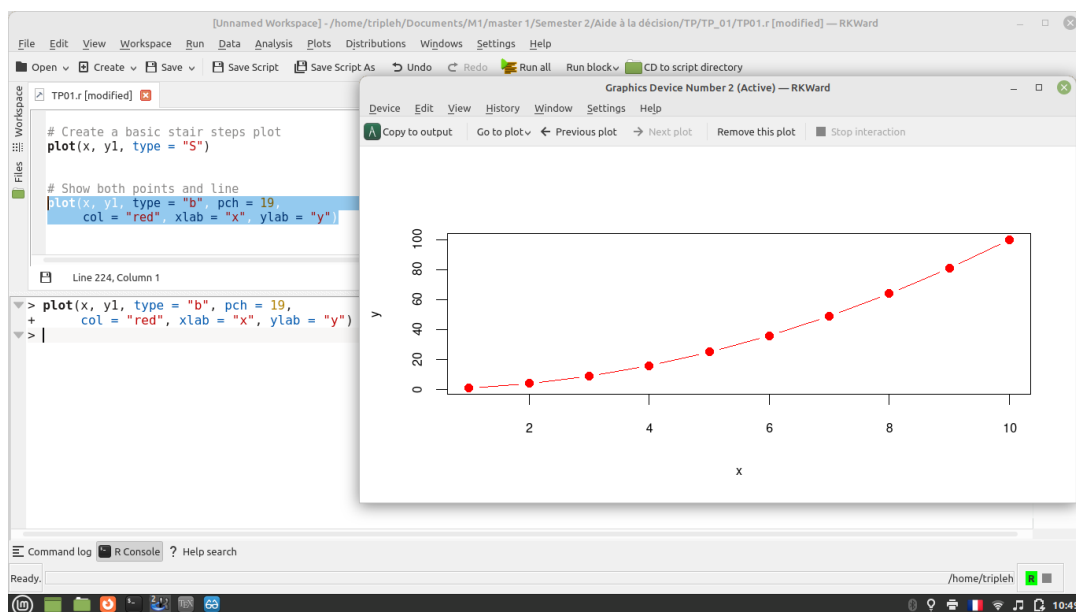 [Unnamed Workspace] - /home/tripleh/Documents/M1/master 1/Semester 2/Aide à la décision/TP/TP_01/TP01.r [modified] — RKWard
File Edit View Workspace Run Data Analysis Plots Distributions Windows Settings Help
Open Create Save Save Script Save Script As Undo Redo Run all Run block CD to script directory
Workspace
Files
TP01.r [modified]
# Create a basic stair steps plot
plot(x, y1, type = "S")
# Show both points and line
plot(x, y1, type = "b", pch = 19,
col = "red", xlab = "x", ylab = "y")
Line 224, Column 1
> plot(x, y1, type = "b", pch = 19,
+ col = "red", xlab = "x", ylab = "y")
>
Graphics Device Number 2 (Active) — RKWard
Device Edit View History Window Settings Help
Copy to output Go to plot Previous plot Next plot Remove this plot Stop interaction
y
100
80
60
40
20
0
2 4 6 8 10
x
Command log R Console ? Help search
Ready.
/home/tripleh R
10:49